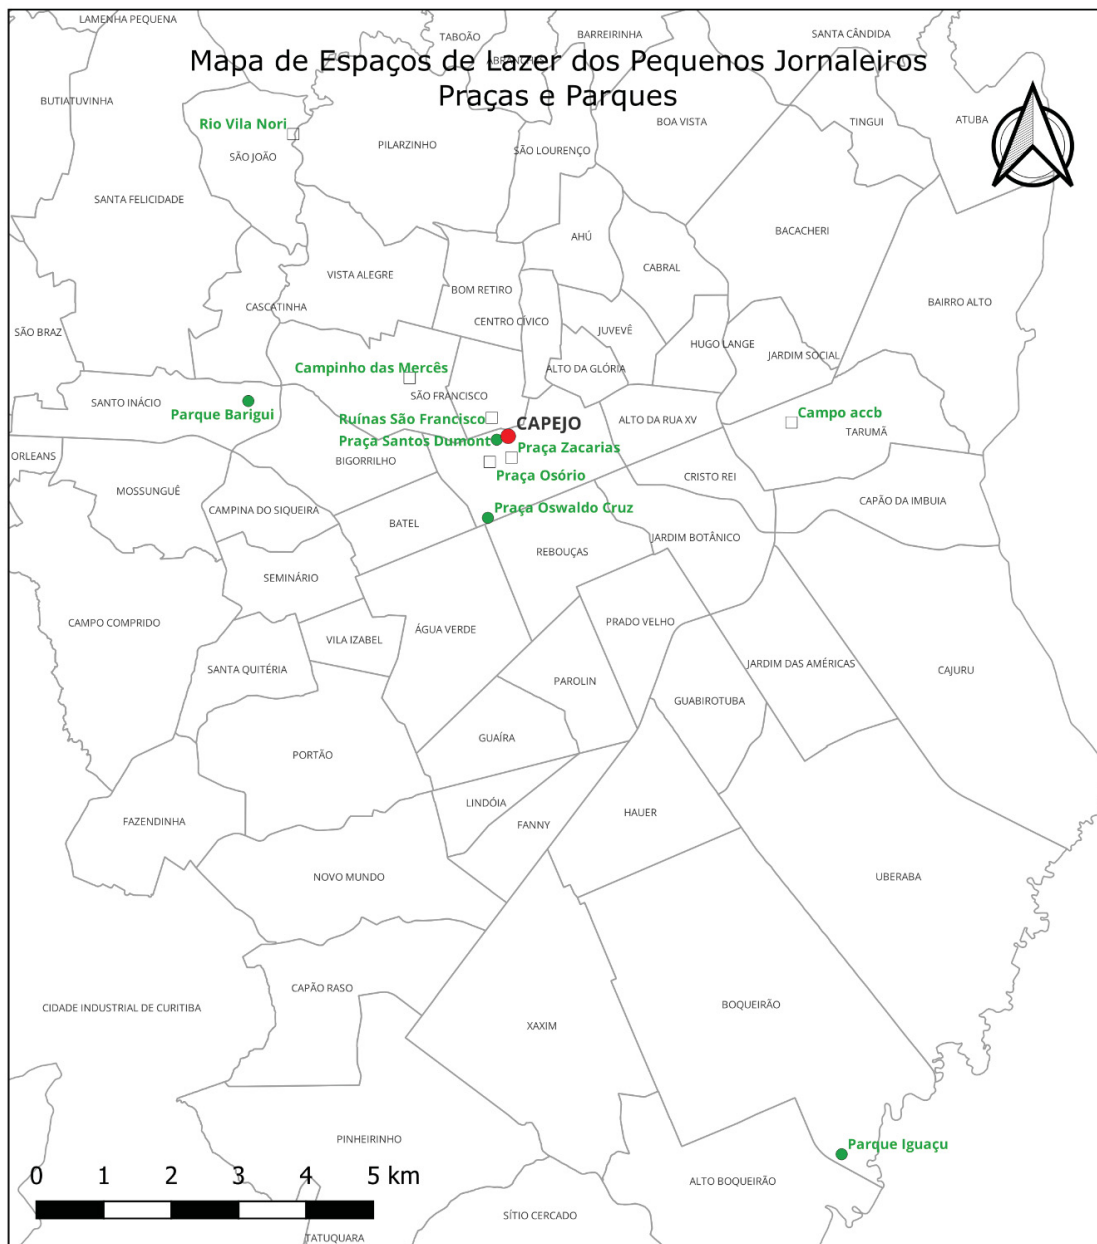 LAMENHA PEQUENA
TABOÃO
BARREIRINHA
SANTA CÂNDIDA
Mapa de Espaços de Lazer dos Pequenos Jornaleiros
Praças e Parques
BUTIATUVINHA
BOA VISTA
TINGUI
ATUBA
Rio Vila Nori
SÃO JOÃO
PILARZINHO
SÃO LOURENÇO
SANTA FELICIDADE
AHÚ
BACACHERI
CABRAL
VISTA ALEGRE
BOM RETIRO
CASCATINHA
BAIRRO ALTO
CENTRO CÍVICO
JUVEVÊ
SÃO BRAZ
HUGO LANGE
JARDIM SOCIAL
Campinho das Mercês
ALTO DA GLÓRIA
SÃO FRANCISCO
SANTO INÁCIO
Parque Barigui
Ruínas São Francisco
CAPEJO
ALTO DA RUA XV
Campo accb
TARUMÃ
Praça Santos Dumont
Praça Zacarias
ORLEANS
BIGORRILHO
Praça Osório
CRISTO REI
MOSSUNGUÊ
CAPÃO DA IMBUIA
CAMPINA DO SIQUEIRA
Praça Oswaldo Cruz
BATEL
JARDIM BOTÂNICO
REBOUÇAS
SEMINÁRIO
CAMPO COMPRIDO
PRADO VELHO
ÁGUA VERDE
VILA IZABEL
JARDIM DAS AMÉRICAS
SANTA QUITÉRIA
CAJURU
PAROLIN
GUABIROTUBA
GUAÍRA
PORTÃO
LINDÓIA
HAUER
FAZENDINHA
FANNY
NOVO MUNDO
UBERABA
CAPÃO RASO
CIDADE INDUSTRIAL DE CURITIBA
BOQUEIRÃO
XAXIM
PINHEIRINHO
Parque Iguaçu
0 1 2 3 4 5 km
ALTO BOQUEIRÃO
SÍTIO CERCADO
TATUQUARA